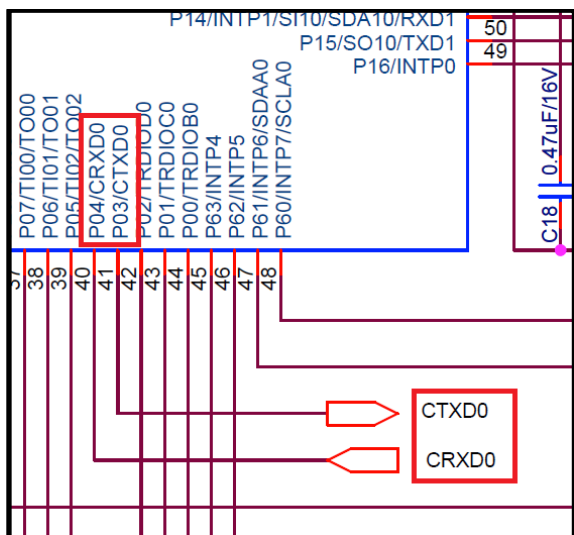 P14/INTP1/SI10/SDA10/RXD1
50
P15/SO10/TXD1
49
P16/INTP0
0.47uF/16V
C18
P07/TI00/TO00
P06/TI01/TO01
P05/TI02/TO02
P04/CRXD0
P03/CTXD0
P02/TRDIOD0
P01/TRDIOC0
P00/TRDIOB0
P63/INTP4
P62/INTP5
P61/INTP6/SDAA0
P60/INTP7/SCLA0
37
38
39
40
41
42
43
44
45
46
47
48
CTXD0
CRXD0